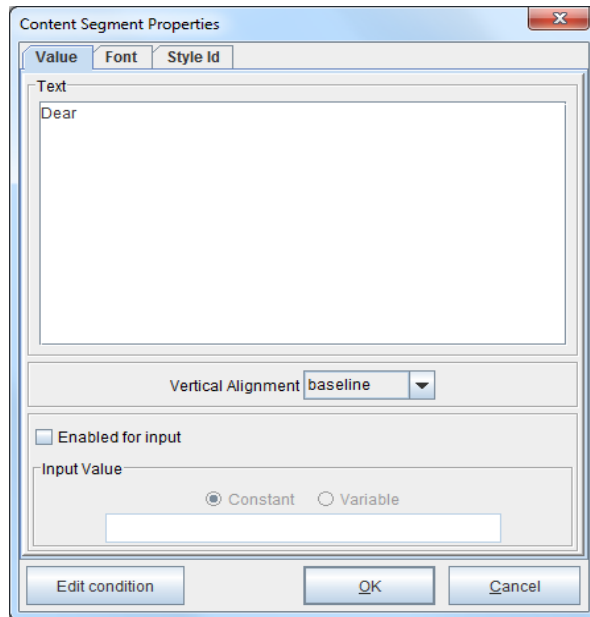 Content Segment Properties
Value Font Style Id
Text
Dear
Vertical Alignment baseline
Enabled for input
Input Value
Constant Variable
Edit condition OK Cancel